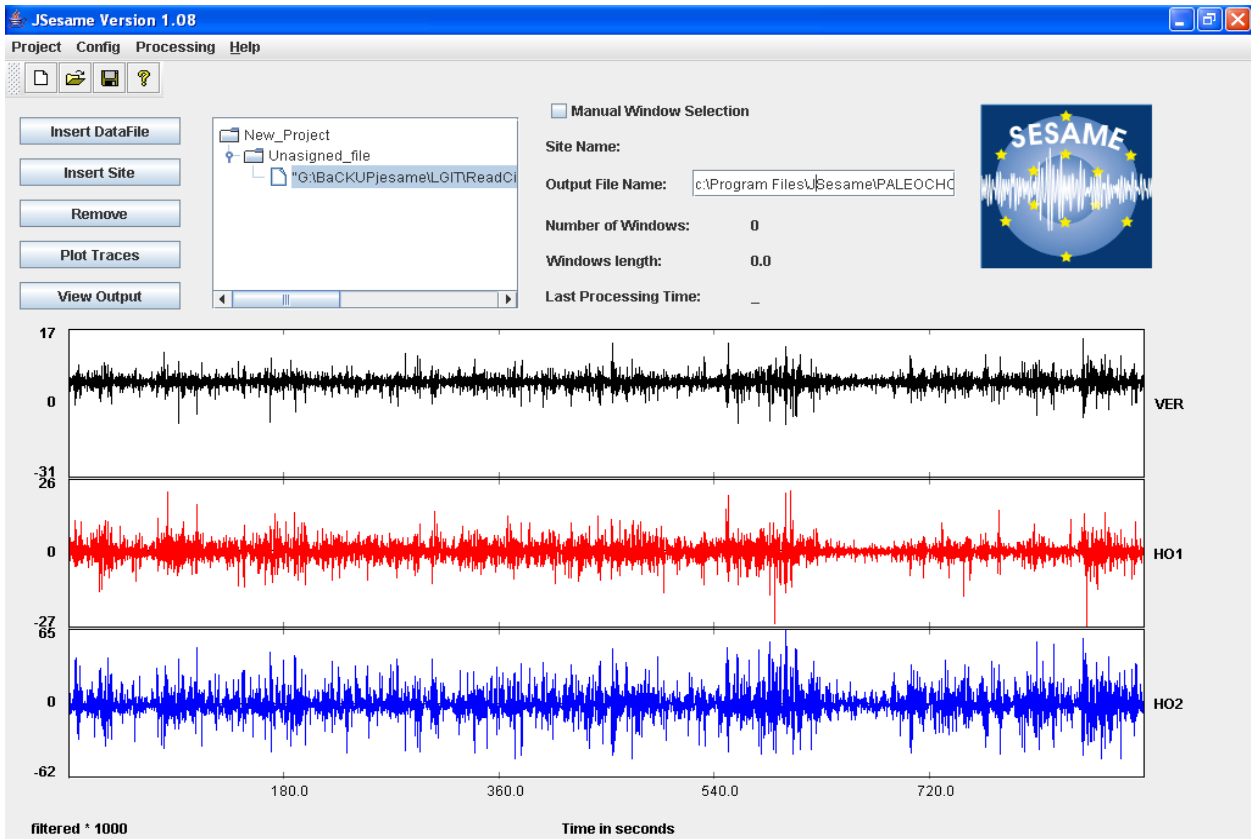 JSesame Version 1.08
Project Config Processing Help
Insert DataFile
Insert Site
Remove
Plot Traces
View Output
New_Project
Unasigned_file
"G:\BaCKUPjesame\LGIT\ReadCi
Manual Window Selection
Site Name:
Output File Name: c:\Program Files\JSesame\PALEOCHO
Number of Windows: 0
Windows length: 0.0
Last Processing Time: _
SESAME
17
0
-31
VER
26
0
-27
HO1
65
0
-62
HO2
180.0 360.0 540.0 720.0
filtered * 1000 Time in seconds